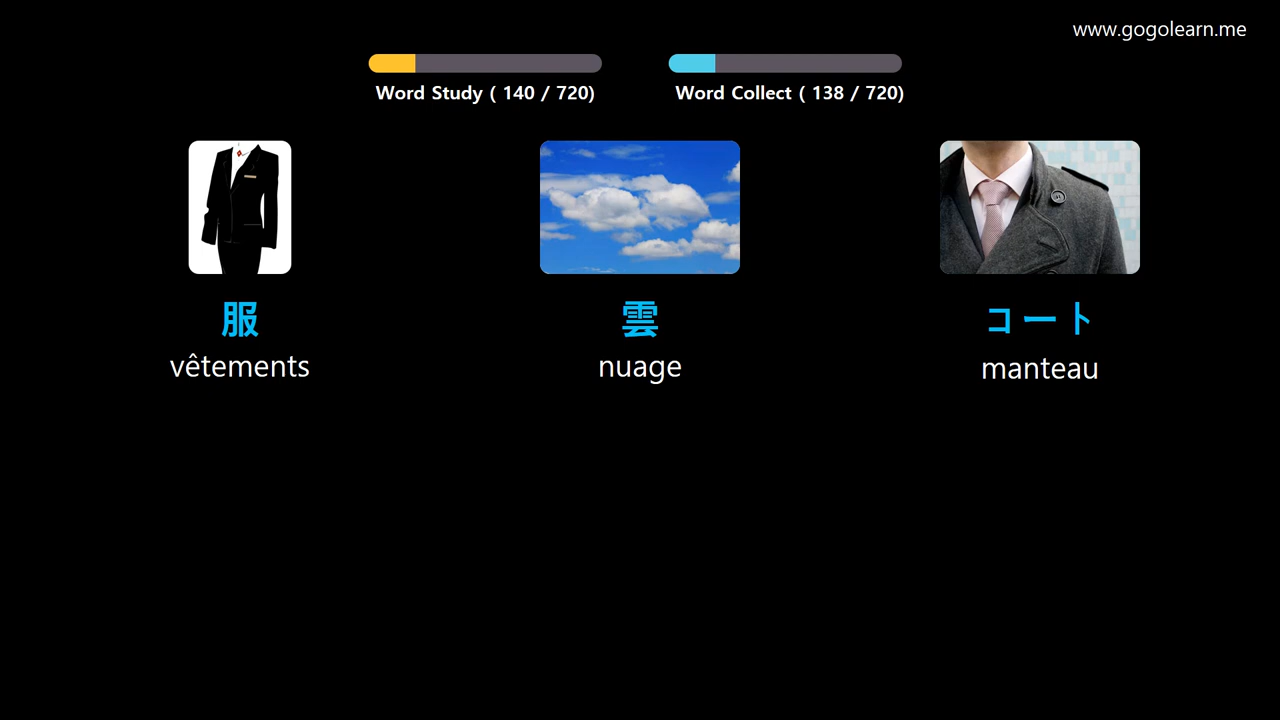 www.gogolearn.me
Word Study ( 140 / 720)
Word Collect ( 138 / 720)
服
vêtements
雲
nuage
コート
manteau